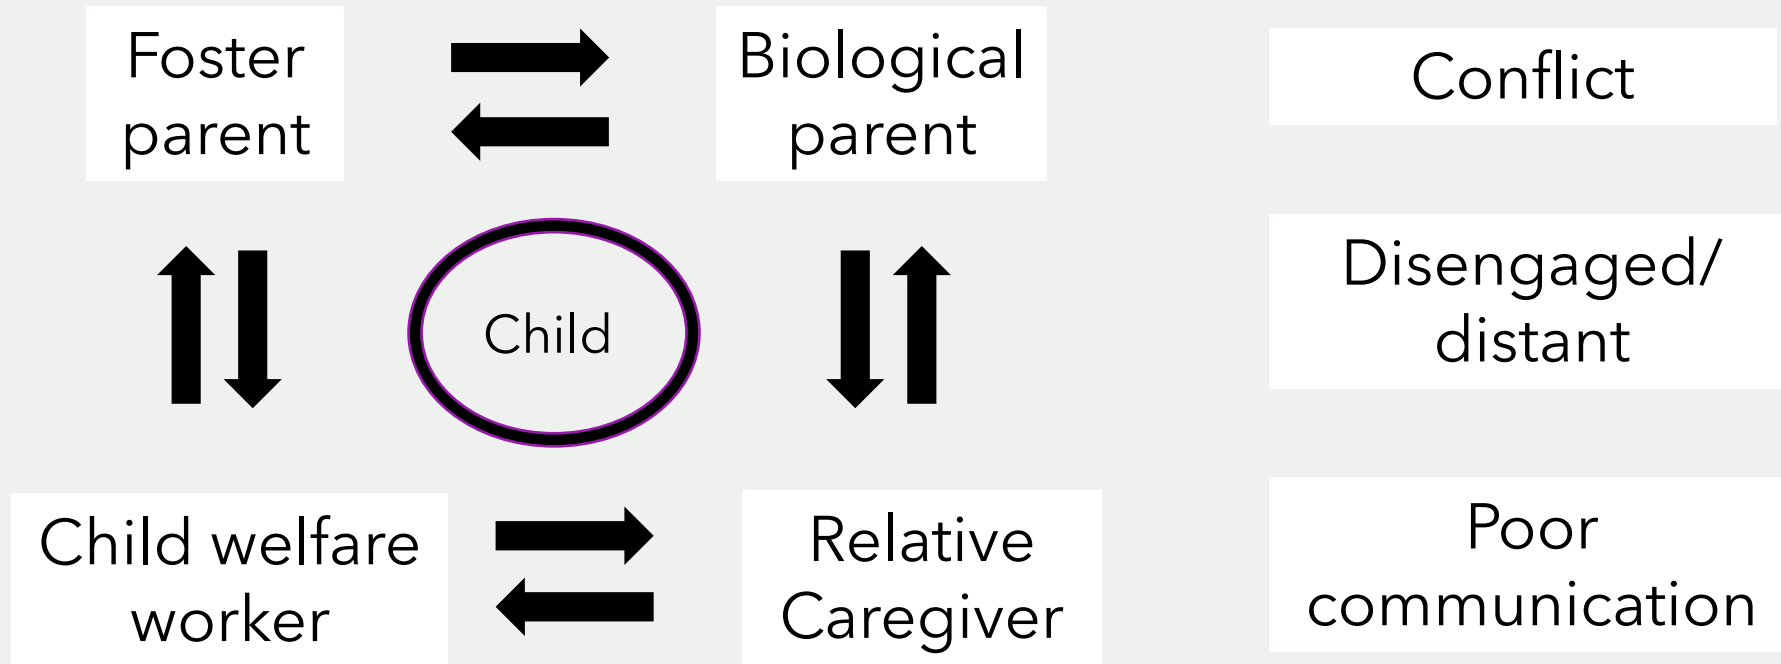 Foster
parent
Biological
parent
Conflict
Child
Disengaged/
distant
Child welfare
worker
Relative
Caregiver
Poor
communication